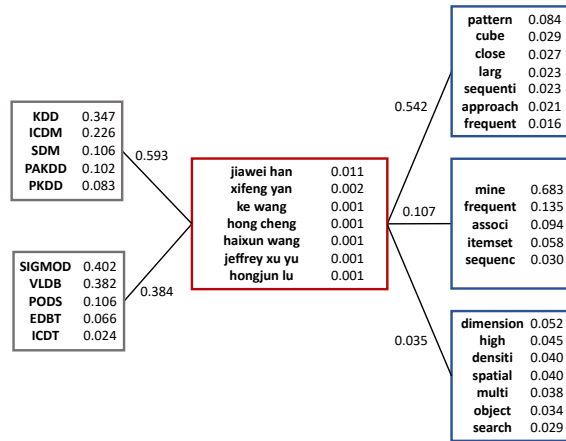 KDD 0.347
ICDM 0.226
SDM 0.106
PAKDD 0.102
PKDD 0.083
0.593
SIGMOD 0.402
VLDB 0.382
PODS 0.106
EDBT 0.066
ICDT 0.024
0.384
jiawei han 0.011
xifeng yan 0.002
ke wang 0.001
hong cheng 0.001
haixun wang 0.001
jeffrey xu yu 0.001
hongjun lu 0.001
0.542
pattern 0.084
cube 0.029
close 0.027
larg 0.023
sequenti 0.023
approach 0.021
frequent 0.016
0.107
mine 0.683
frequent 0.135
associ 0.094
itemset 0.058
sequenc 0.030
0.035
dimension 0.052
high 0.045
densiti 0.040
spatial 0.040
multi 0.038
object 0.034
search 0.029